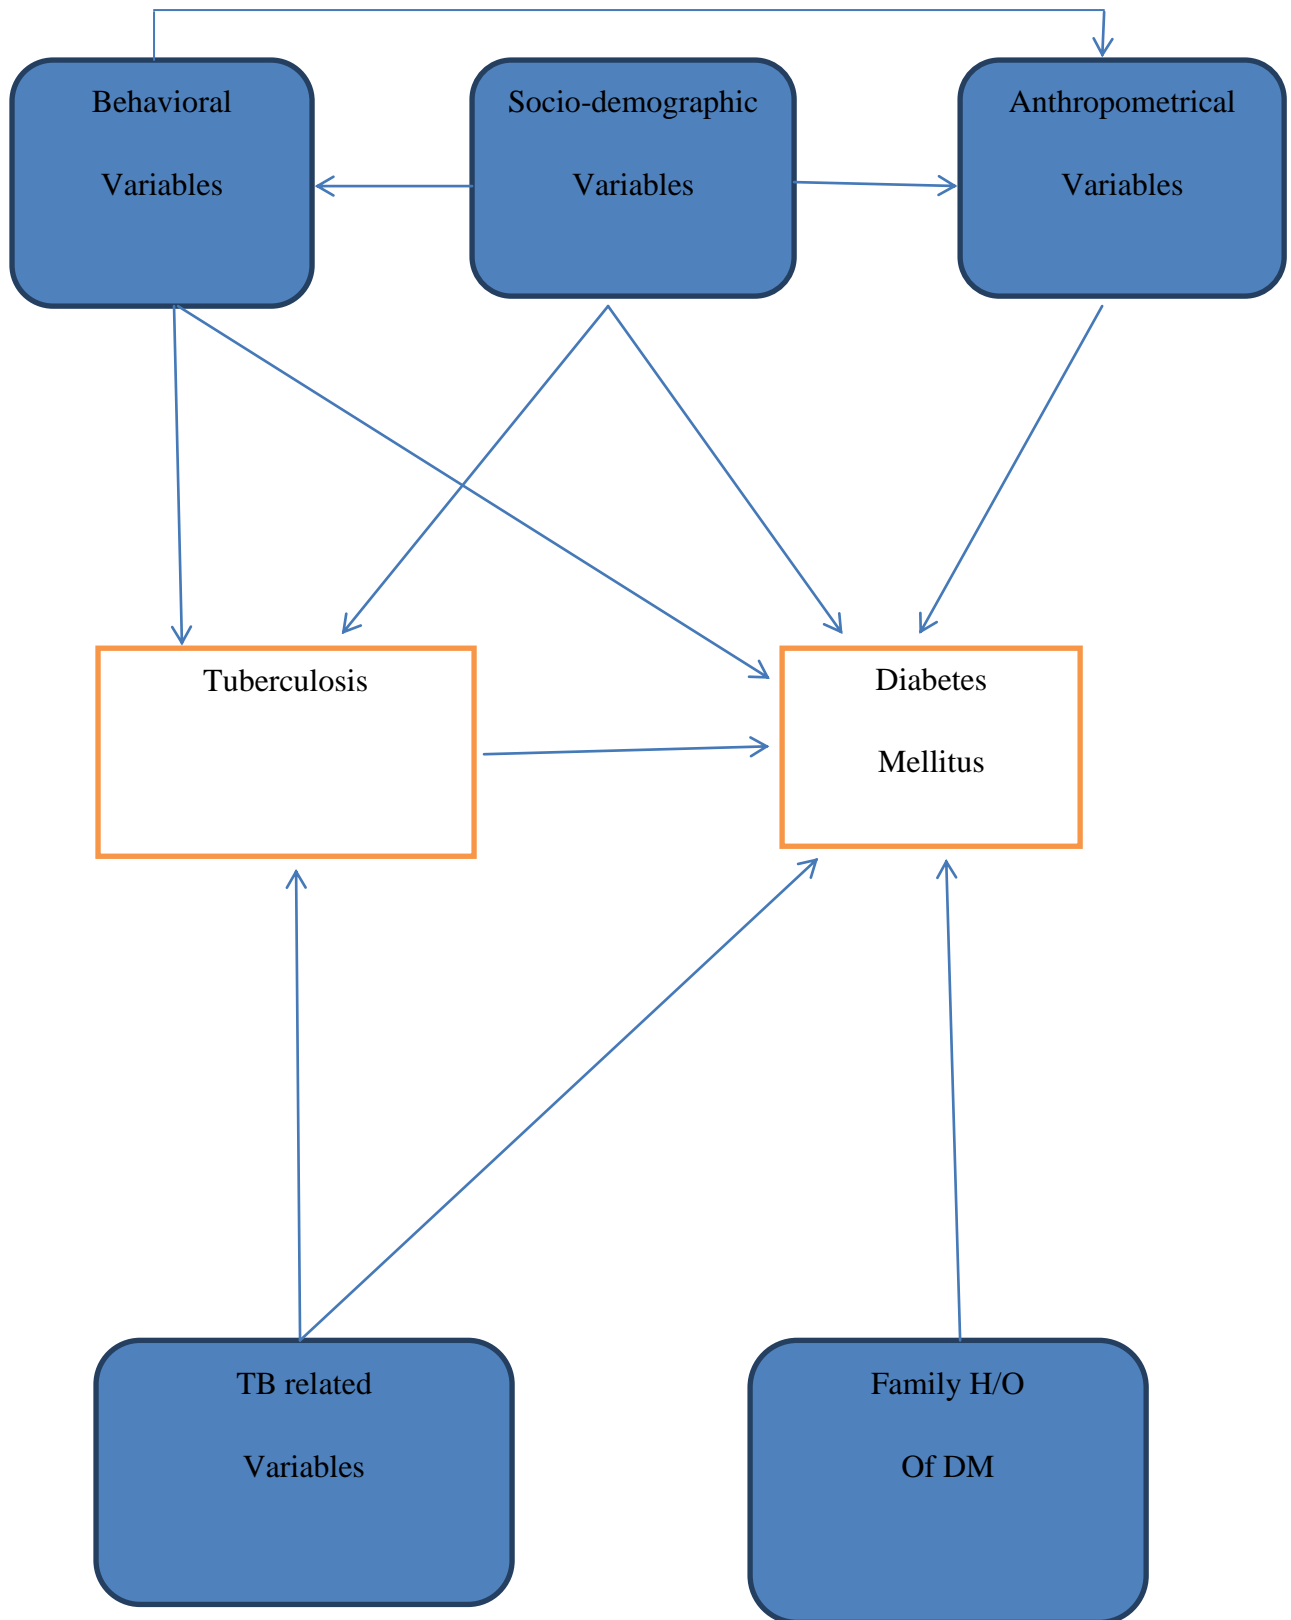 Behavioral
Variables
Socio-demographic
Variables
Anthropometrical
Variables
Tuberculosis
Diabetes
Mellitus
TB related
Variables
Family H/O
Of DM